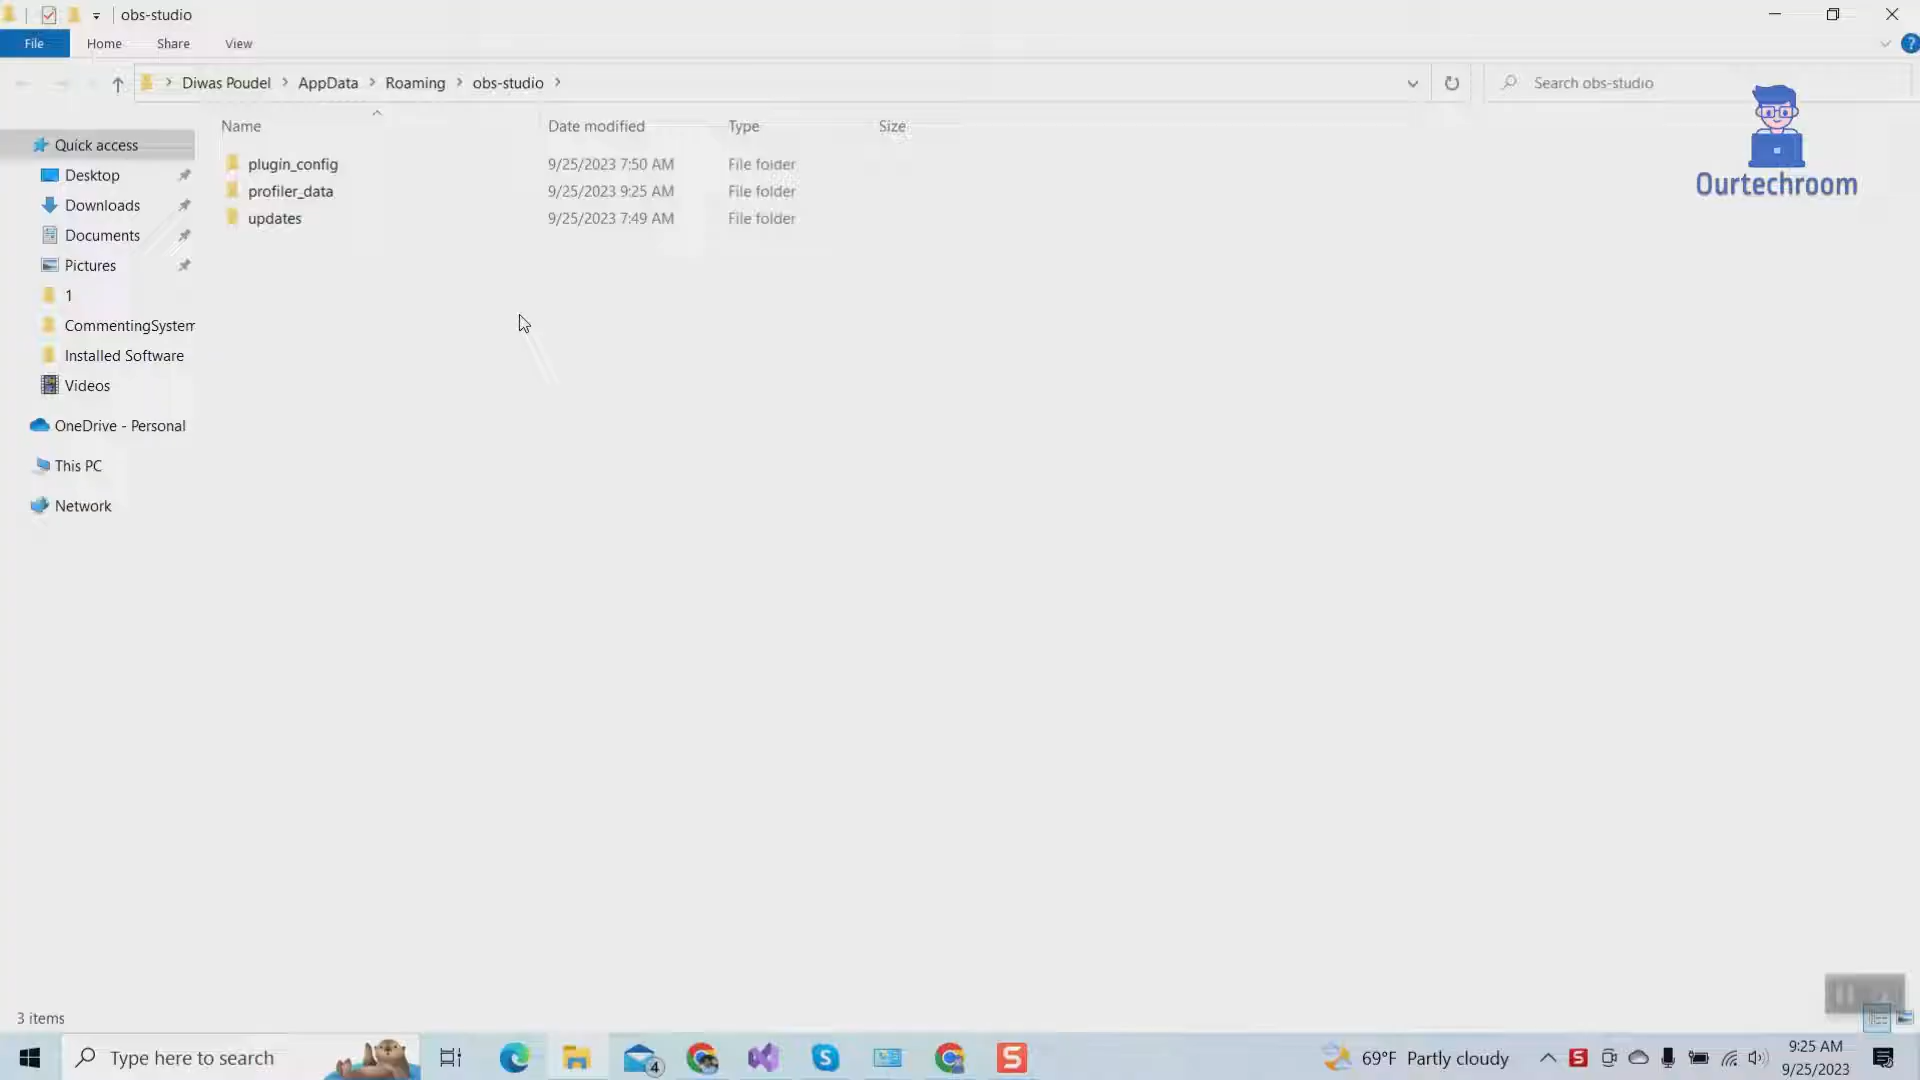 obs-studio
File Home Share View
Diwas Poudel AppData Roaming obs-studio
Search obs-studio
Ourtechroom
Name Date modified Type Size
plugin_config 9/25/2023 7:50 AM File folder
profiler_data 9/25/2023 9:25 AM File folder
updates 9/25/2023 7:49 AM File folder
Quick access
Desktop
Downloads
Documents
Pictures
1
CommentingSystem
Installed Software
Videos
OneDrive - Personal
This PC
Network
3 items
Type here to search
4
S
S
69°F Partly cloudy
S
9:25 AM
9/25/2023